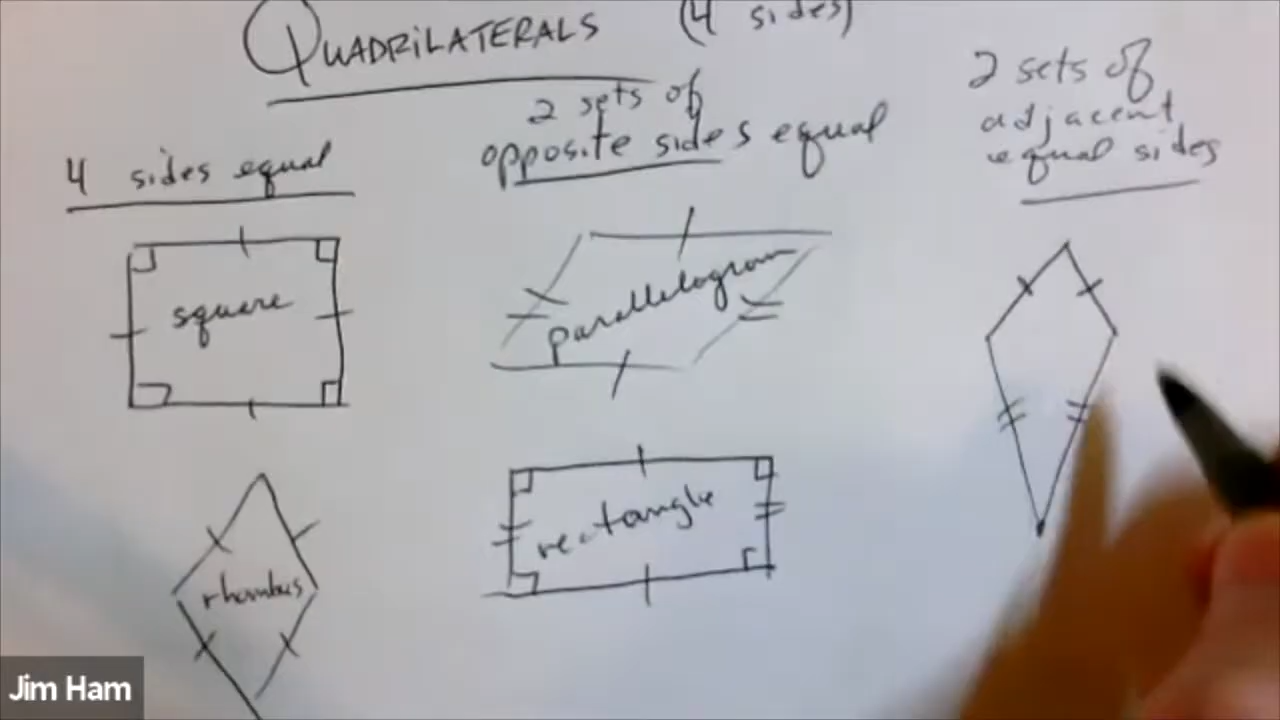 QUADRILATERALS (4 sides)
4 sides equal
2 sets of
opposite sides equal
2 sets of
adjacent
equal sides
square
parallelogram
rhombus
rectangle
Jim Ham